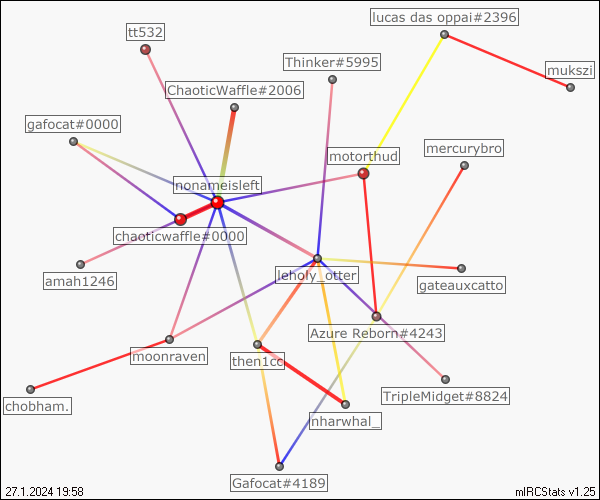 lucas das oppai#2396
tt532
Thinker#5995
mukszi
ChaoticWaffle#2006
gafocat#0000
motorthud
mercurybro
nonameisleft
chaoticwaffle#0000
leholy_otter
amah1246
gateauxcatto
Azure Reborn#4243
moonraven
then1cc
TripleMidget#8824
chobham.
nharwhal_
Gafocat#4189
27.1.2024 19:58
mIRCStats v1.25